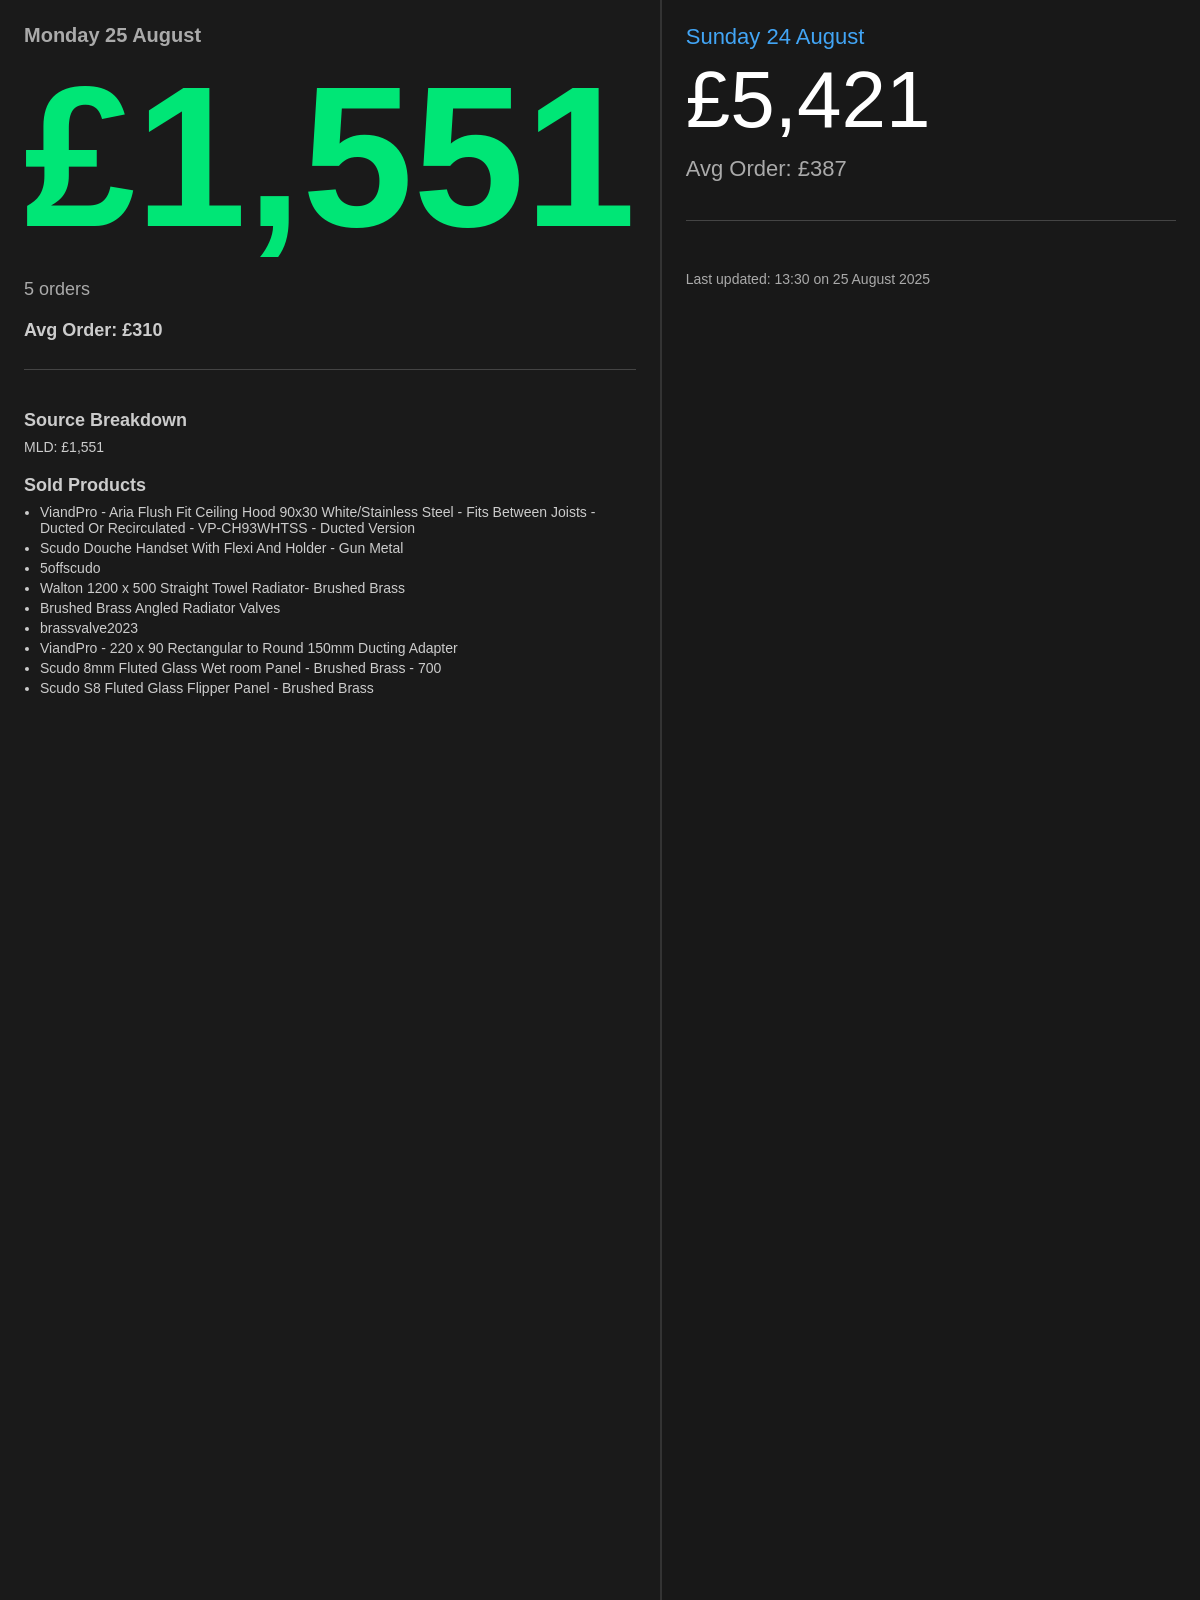 Monday 25 August
£1,551
5 orders
Avg Order: £310
Source Breakdown
MLD: £1,551
Sold Products
• ViandPro - Aria Flush Fit Ceiling Hood 90x30 White/Stainless Steel - Fits Between Joists -
Ducted Or Recirculated - VP-CH93WHTSS - Ducted Version
• Scudo Douche Handset With Flexi And Holder - Gun Metal
• 5offscudo
• Walton 1200 x 500 Straight Towel Radiator- Brushed Brass
• Brushed Brass Angled Radiator Valves
• brassvalve2023
• ViandPro - 220 x 90 Rectangular to Round 150mm Ducting Adapter
• Scudo 8mm Fluted Glass Wet room Panel - Brushed Brass - 700
• Scudo S8 Fluted Glass Flipper Panel - Brushed Brass
Sunday 24 August
£5,421
Avg Order: £387
Last updated: 13:30 on 25 August 2025